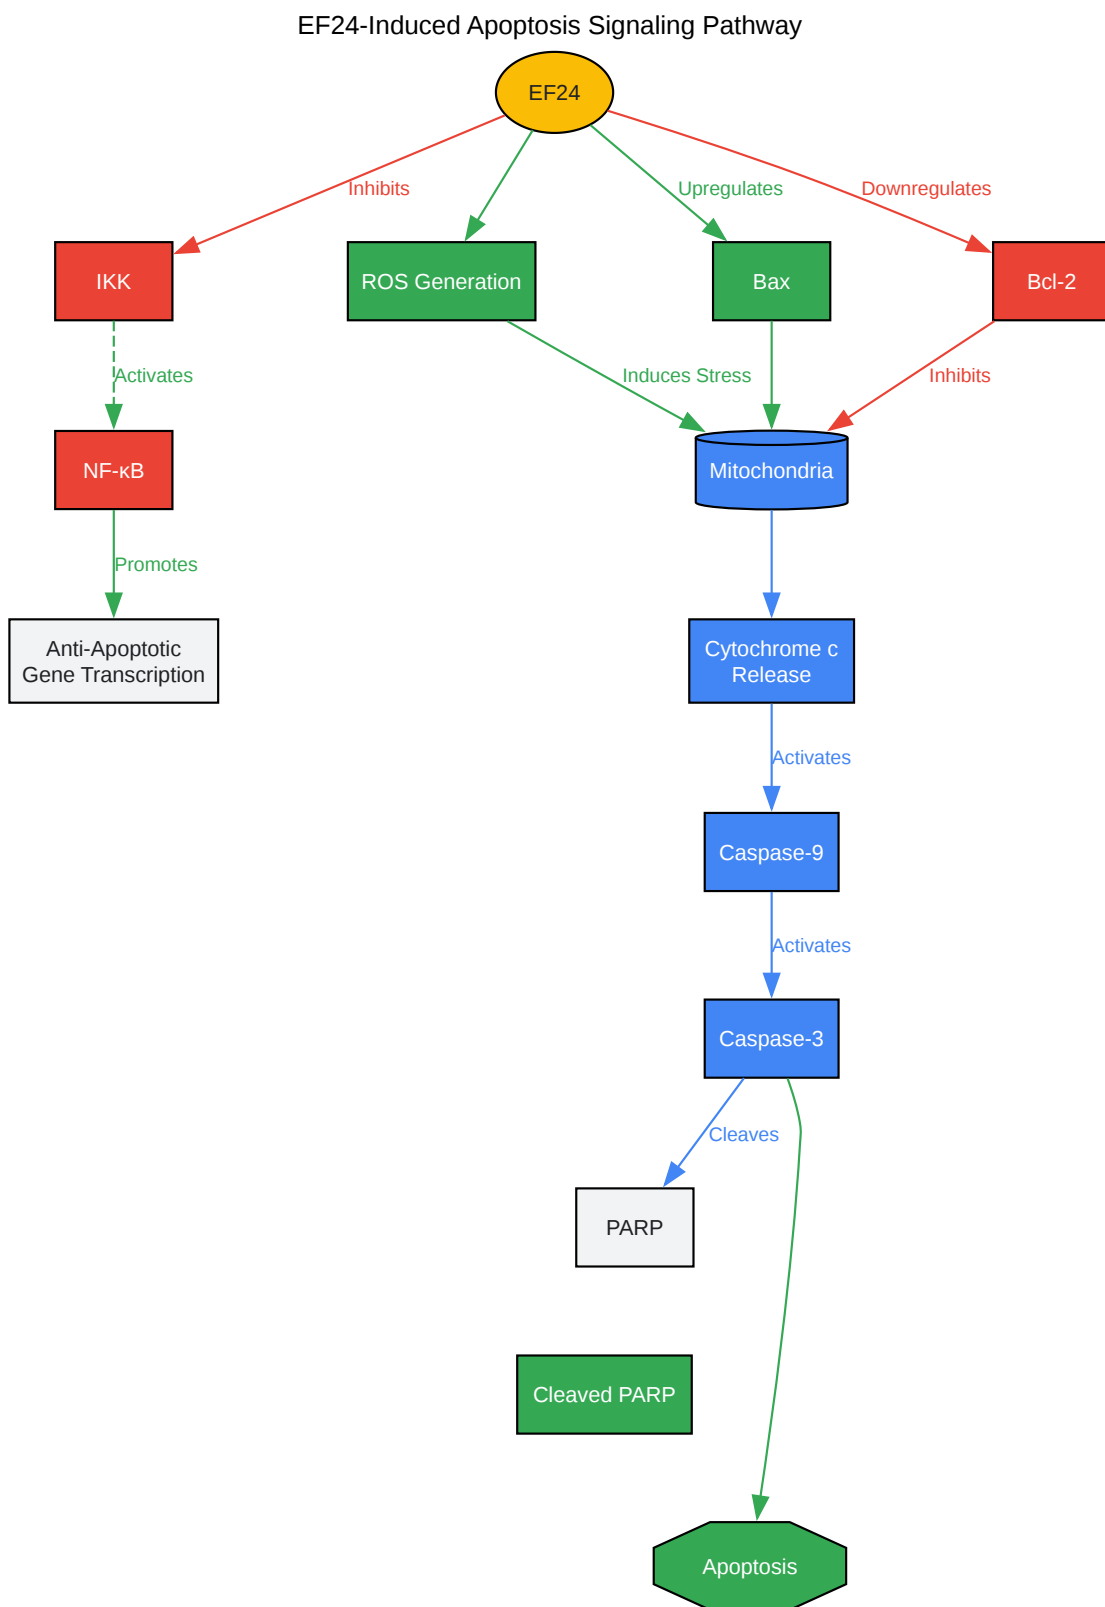 EF24-Induced Apoptosis Signaling Pathway
EF24
Inhibits
Upregulates
Downregulates
IKK
ROS Generation
Bax
Bcl-2
Activates
Induces Stress
Inhibits
NF-κB
Mitochondria
Promotes
Anti-Apoptotic
Gene Transcription
Cytochrome c
Release
Activates
Caspase-9
Activates
Caspase-3
Cleaves
PARP
Cleaved PARP
Apoptosis